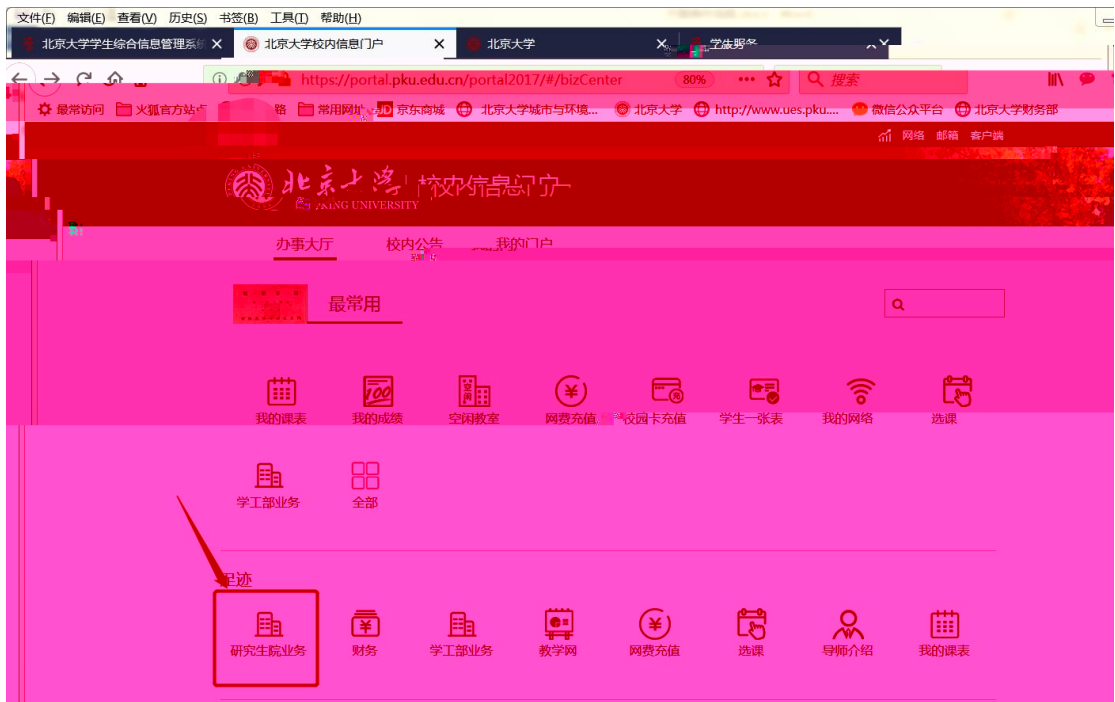 文件(F) 编辑(E) 查看(V) 历史(S) 书签(B) 工具(T) 帮助(H)
北京大学学生综合信息管理系统 北京大学校内信息门户 北京大学
https://portal.pku.edu.cn/portal2017/#/bizCenter 80% 搜索
最常访问 火狐官方站点 常用网址 JD 京东商城 北京大学城市与环境... 北京大学 http://www.ues.pku.... 微信公众平台 北京大学财务部
网络 邮箱 客户端
北京大学 校内信息门户
UNIVERSITY
办事大厅 校内公告 我的门户
最常用
我的课表 我的成绩 空闲教室 网费充值 校园卡充值 学生一张表 我的网络 选课
学工部业务 全部
足迹
研究生院业务 财务 学工部业务 教学网 网费充值 选课 导师介绍 我的课表